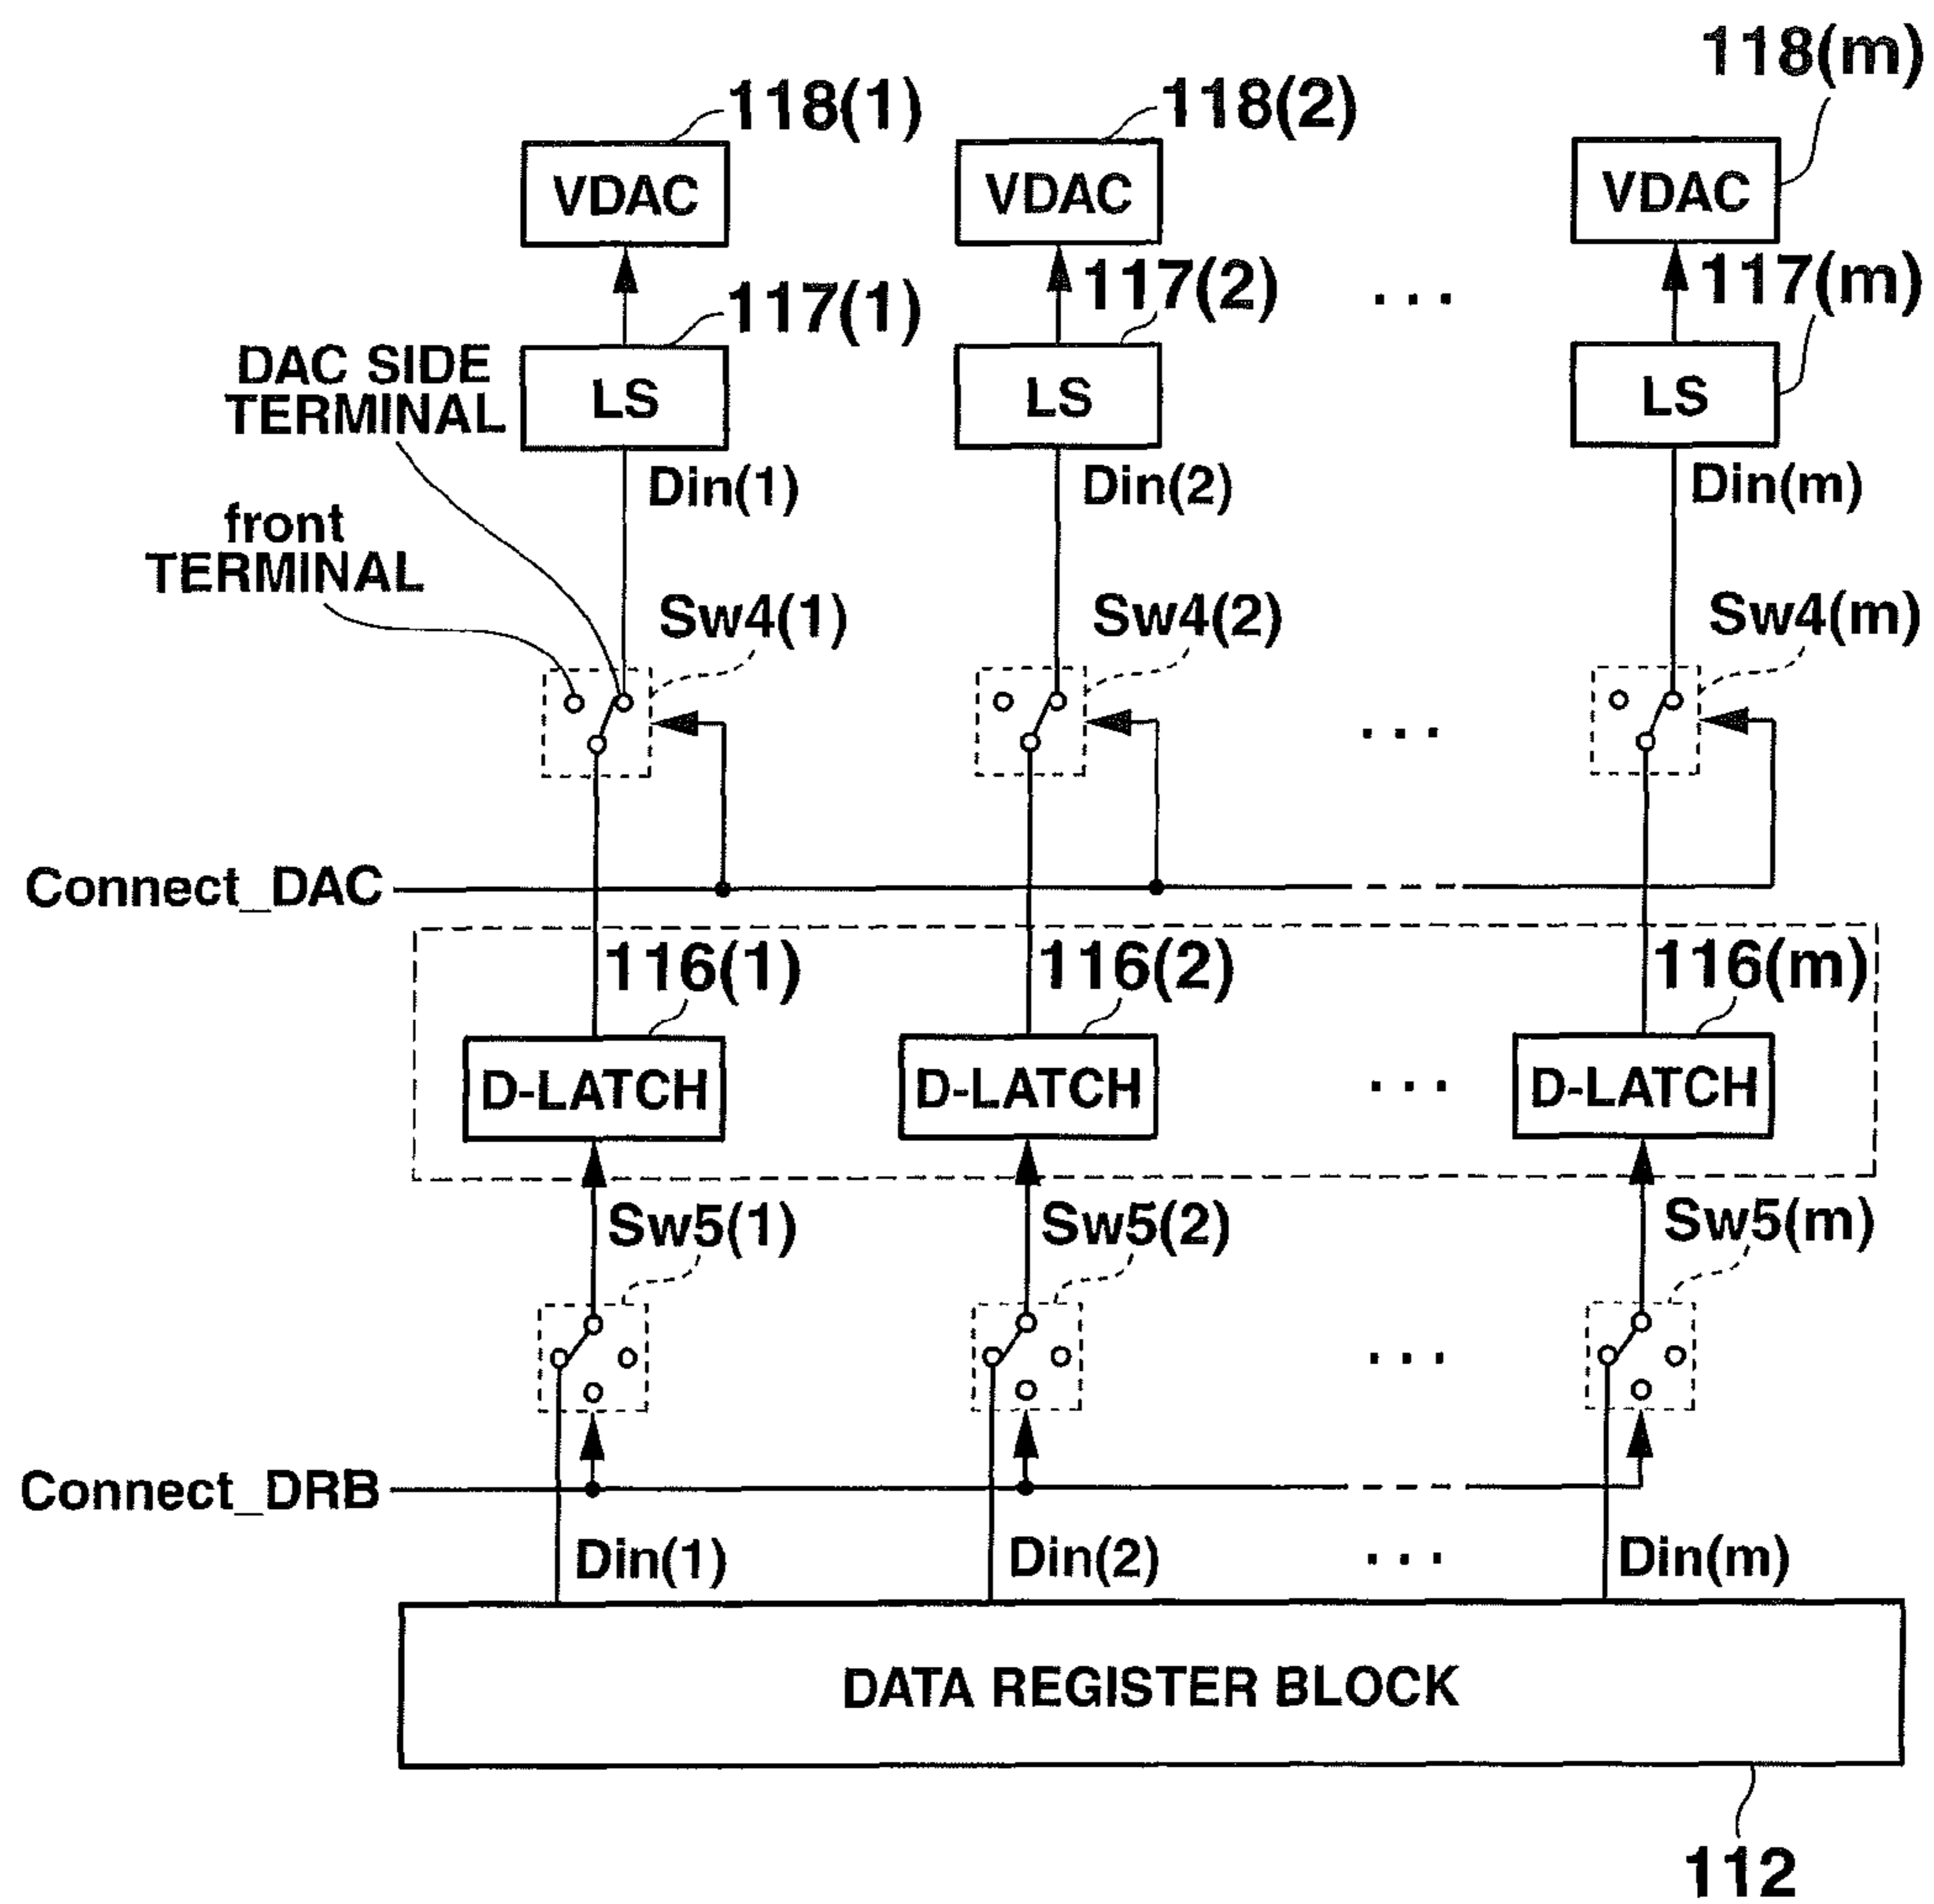 118(m)
118(1)
118(2)
VDAC
VDAC
VDAC
117(1)
117(2)
...
117(m)
DAC SIDE
TERMINAL
LS
LS
LS
Din(1)
Din(2)
Din(m)
front
TERMINAL
Sw4(1)
Sw4(2)
Sw4(m)
...
Connect_DAC
116(1)
116(2)
116(m)
D-LATCH
D-LATCH
...
D-LATCH
Sw5(1)
Sw5(2)
Sw5(m)
...
Connect_DRB
Din(1)
Din(2)
...
Din(m)
DATA REGISTER BLOCK
112